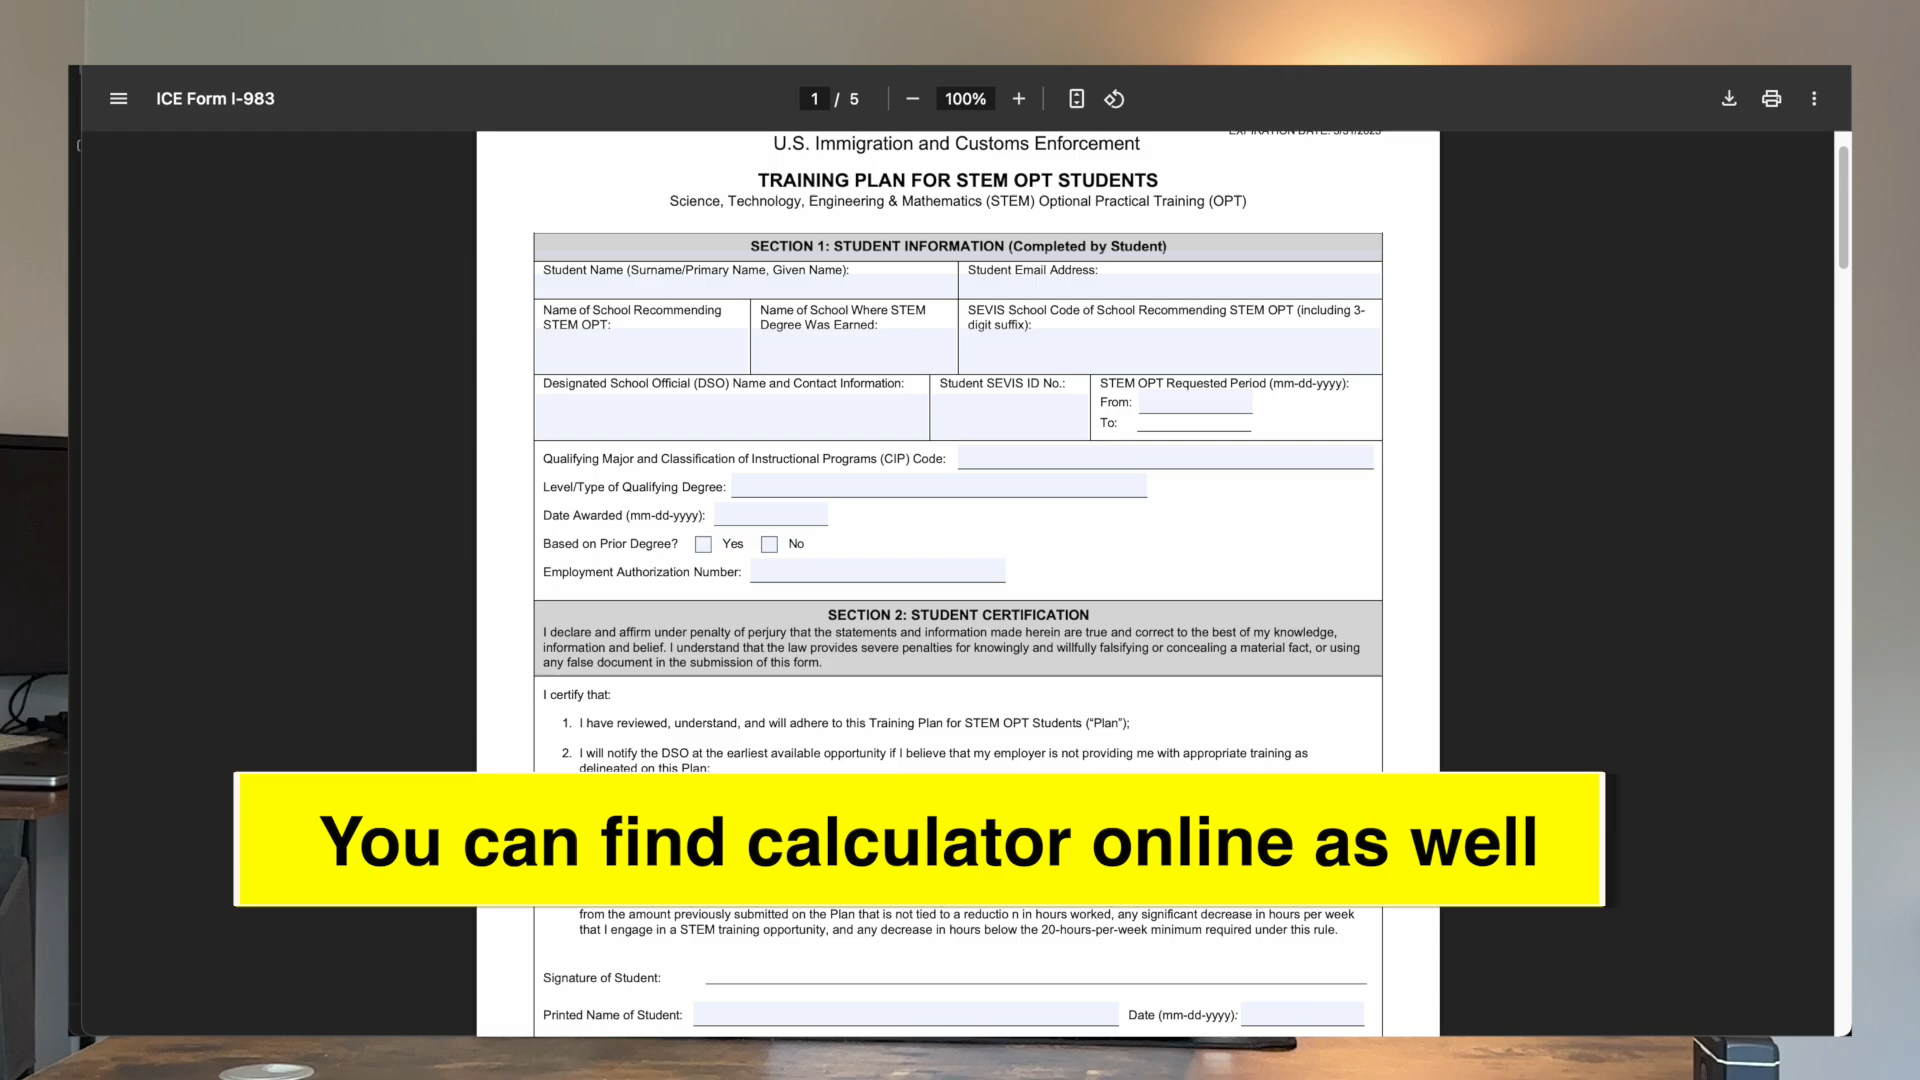 ICE Form I-983
1 / 5
100%
U.S. Immigration and Customs Enforcement
TRAINING PLAN FOR STEM OPT STUDENTS
Science, Technology, Engineering & Mathematics (STEM) Optional Practical Training (OPT)
SECTION 1: STUDENT INFORMATION (Completed by Student)
Student Name (Surname/Primary Name, Given Name):
Student Email Address:
Name of School Recommending
STEM OPT:
Name of School Where STEM
Degree Was Earned:
SEVIS School Code of School Recommending STEM OPT (including 3-
digit suffix):
Designated School Official (DSO) Name and Contact Information:
Student SEVIS ID No.:
STEM OPT Requested Period (mm-dd-yyyy):
From:
To:
Qualifying Major and Classification of Instructional Programs (CIP) Code:
Level/Type of Qualifying Degree:
Date Awarded (mm-dd-yyyy):
Based on Prior Degree? Yes No
Employment Authorization Number:
SECTION 2: STUDENT CERTIFICATION
I declare and affirm under penalty of perjury that the statements and information made herein are true and correct to the best of my knowledge,
information and belief. I understand that the law provides severe penalties for knowingly and willfully falsifying or concealing a material fact, or using
any false document in the submission of this form.
I certify that:
1. I have reviewed, understand, and will adhere to this Training Plan for STEM OPT Students (“Plan”);
2. I will notify the DSO at the earliest available opportunity if I believe that my employer is not providing me with appropriate training as
delineated on this Plan;
You can find calculator online as well
from the amount previously submitted on the Plan that is not tied to a reductio n in hours worked, any significant decrease in hours per week
that I engage in a STEM training opportunity, and any decrease in hours below the 20-hours-per-week minimum required under this rule.
Signature of Student:
Printed Name of Student:
Date (mm-dd-yyyy):